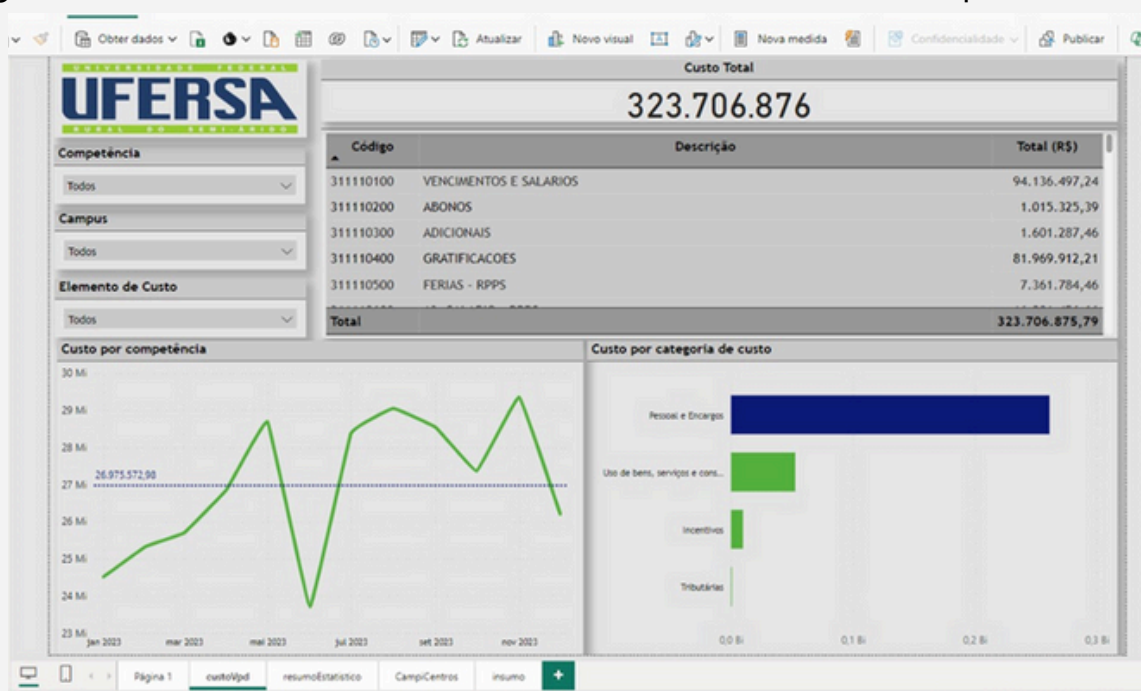 Obter dados
Atualizar
Novo visual
Nova medida
Confidencialidade
Publicar
UNIVERSIDADE FEDERAL
UFERSA
RURAL DO SEMI-ÁRIDO
Custo Total
323.706.876
Competência
Todos
Campus
Todos
Elemento de Custo
Todos
Código Descrição Total (R$)
311110100 VENCIMENTOS E SALARIOS 94.136.497,24
311110200 ABONOS 1.015.325,39
311110300 ADICIONAIS 1.601.287,46
311110400 GRATIFICACOES 81.969.912,21
311110500 FERIAS - RPPS 7.361.784,46
Total 323.706.875,79
Custo por competência
30 Mi
29 Mi
28 Mi
27 Mi
26 Mi
25 Mi
24 Mi
23 Mi
26.975.572,98
jan 2023 mar 2023 mai 2023 jul 2023 set 2023 nov 2023
Custo por categoria de custo
Pessoal e Encargos
Uso de bens, serviços e cons...
Incentivos
Tributárias
0,0 Bi 0,1 Bi 0,2 Bi 0,3 Bi
Página 1 custoVpd resumoEstatistico CampiCentros insumo +